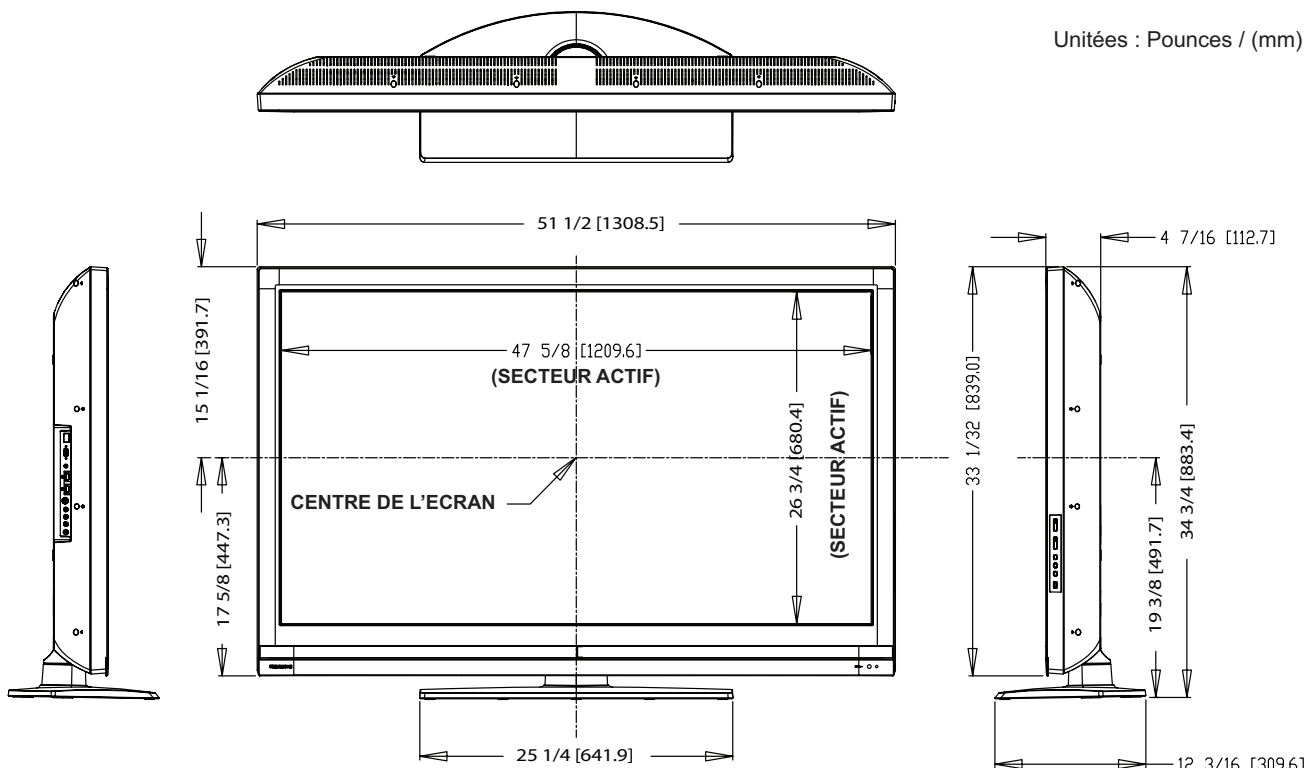 Unitées : Pounces / (mm)
51 1/2 [1308.5]
4 7/16 [112.7]
15 1/16 [391.7]
47 5/8 [1209.6]
(SECTEUR ACTIF)
26 3/4 [680.4]
(SECTEUR ACTIF)
33 1/32 [839.0]
34 3/4 [883.4]
CENTRE DE L'ECRAN
17 5/8 [447.3]
19 3/8 [491.7]
25 1/4 [641.9]
12 3/16 [309.6]